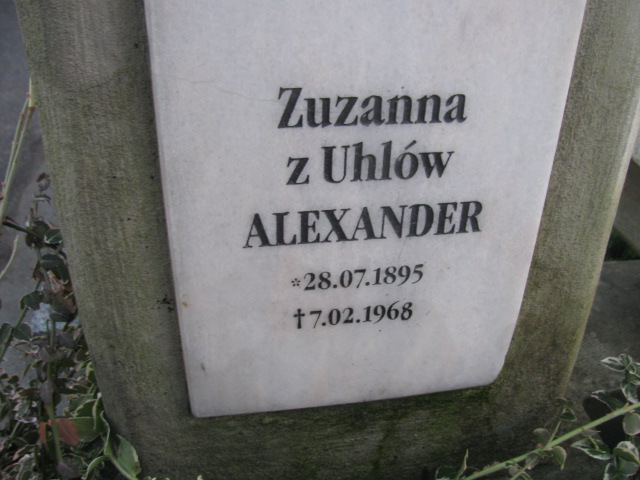 Zuzanna
z Uhlów
ALEXANDER
*28.07.1895
†7.02.1968